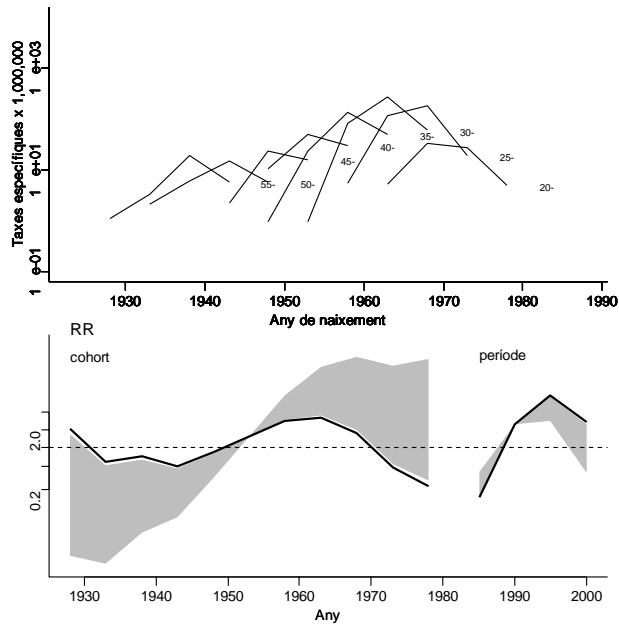 Taxes específiques x 1,000,000
1 e+03
1 e+01
1 e-01
55-
50-
45-
40-
35-
30-
25-
20-
1930 1940 1950 1960 1970 1980 1990
Any de naixement
RR
cohort
període
2.0
0.2
1930 1940 1950 1960 1970 1980 1990 2000
Any